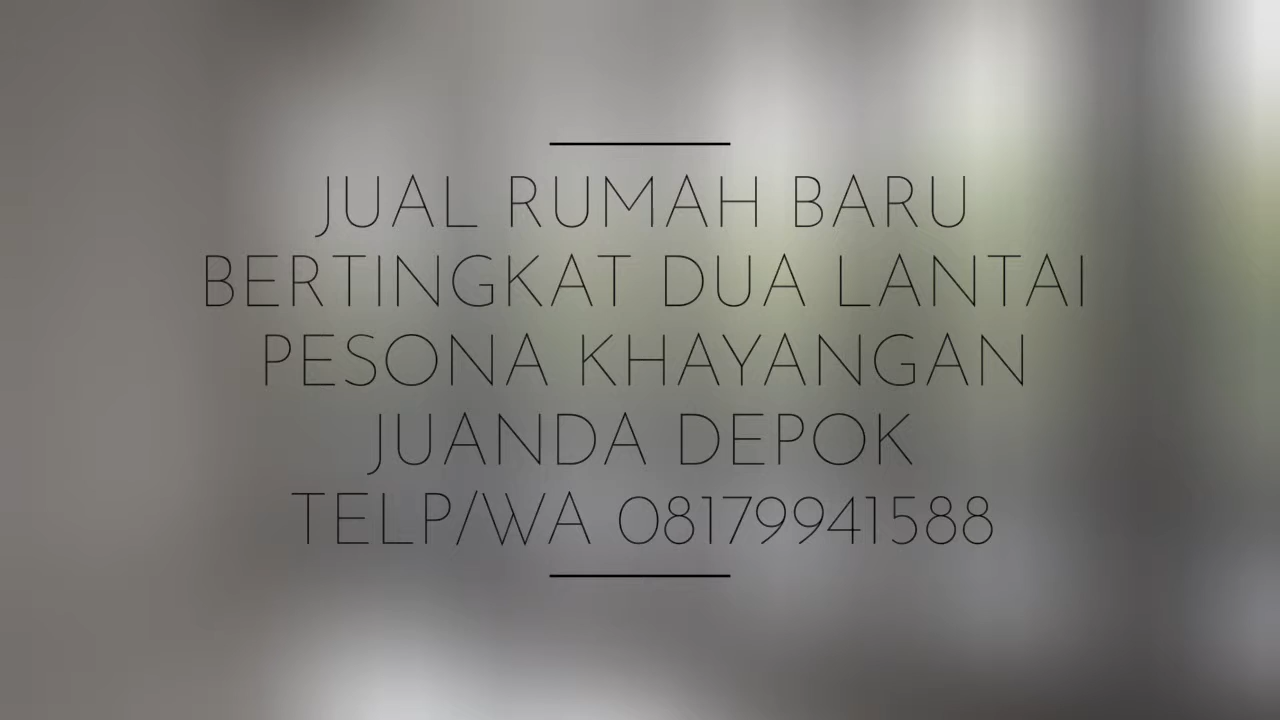 JUAL RUMAH BARU
BERTINGKAT DUA LANTAI
PESONA KHAYANGAN
JUANDA DEPOK
TELP/WA 08179941588